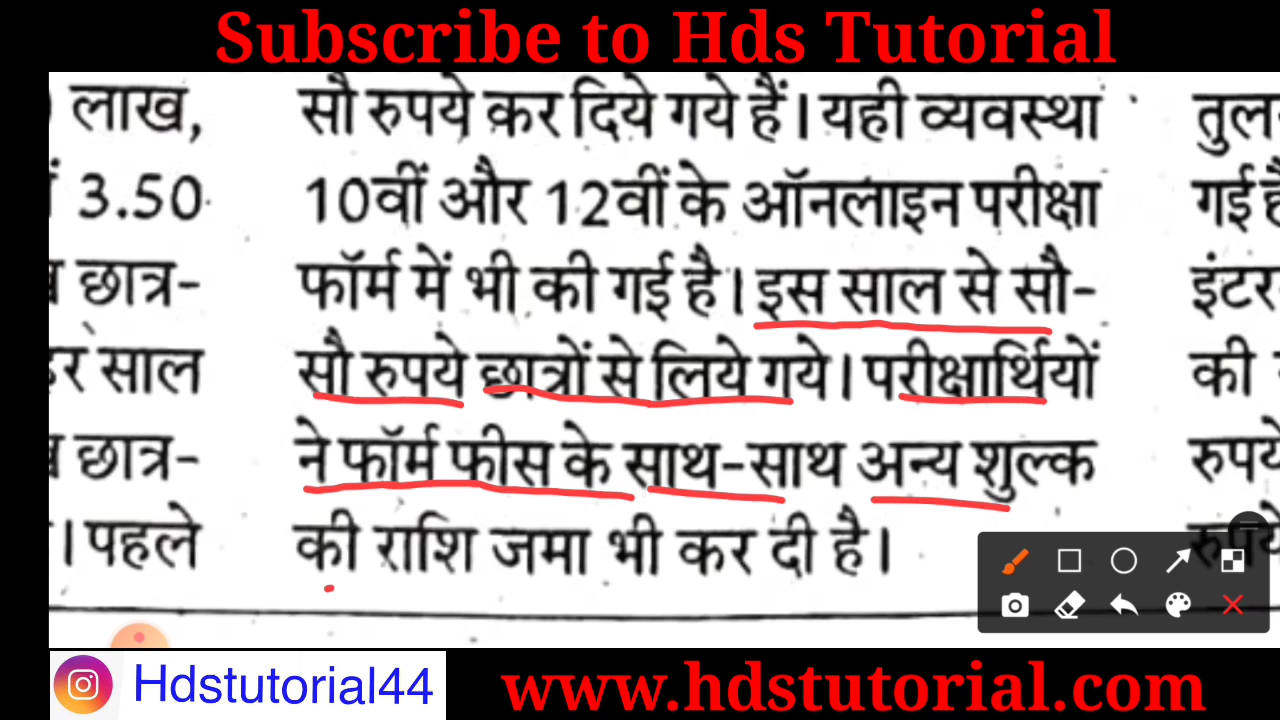 Subscribe to Hds Tutorial
लाख,
3.50
छात्र-
साल
छात्र-
। पहले
सौ रुपये कर दिये गये हैं। यही व्यवस्था
10वीं और 12वीं के ऑनलाइन परीक्षा
फॉर्म में भी की गई है। इस साल से सौ-
सौ रुपये छात्रों से लिये गये। परीक्षार्थियों
ने फॉर्म फीस के साथ-साथ अन्य शुल्क
की राशि जमा भी कर दी है।
गई
इंटर
की
रुपये
Hdstutorial44
www.hdstutorial.com